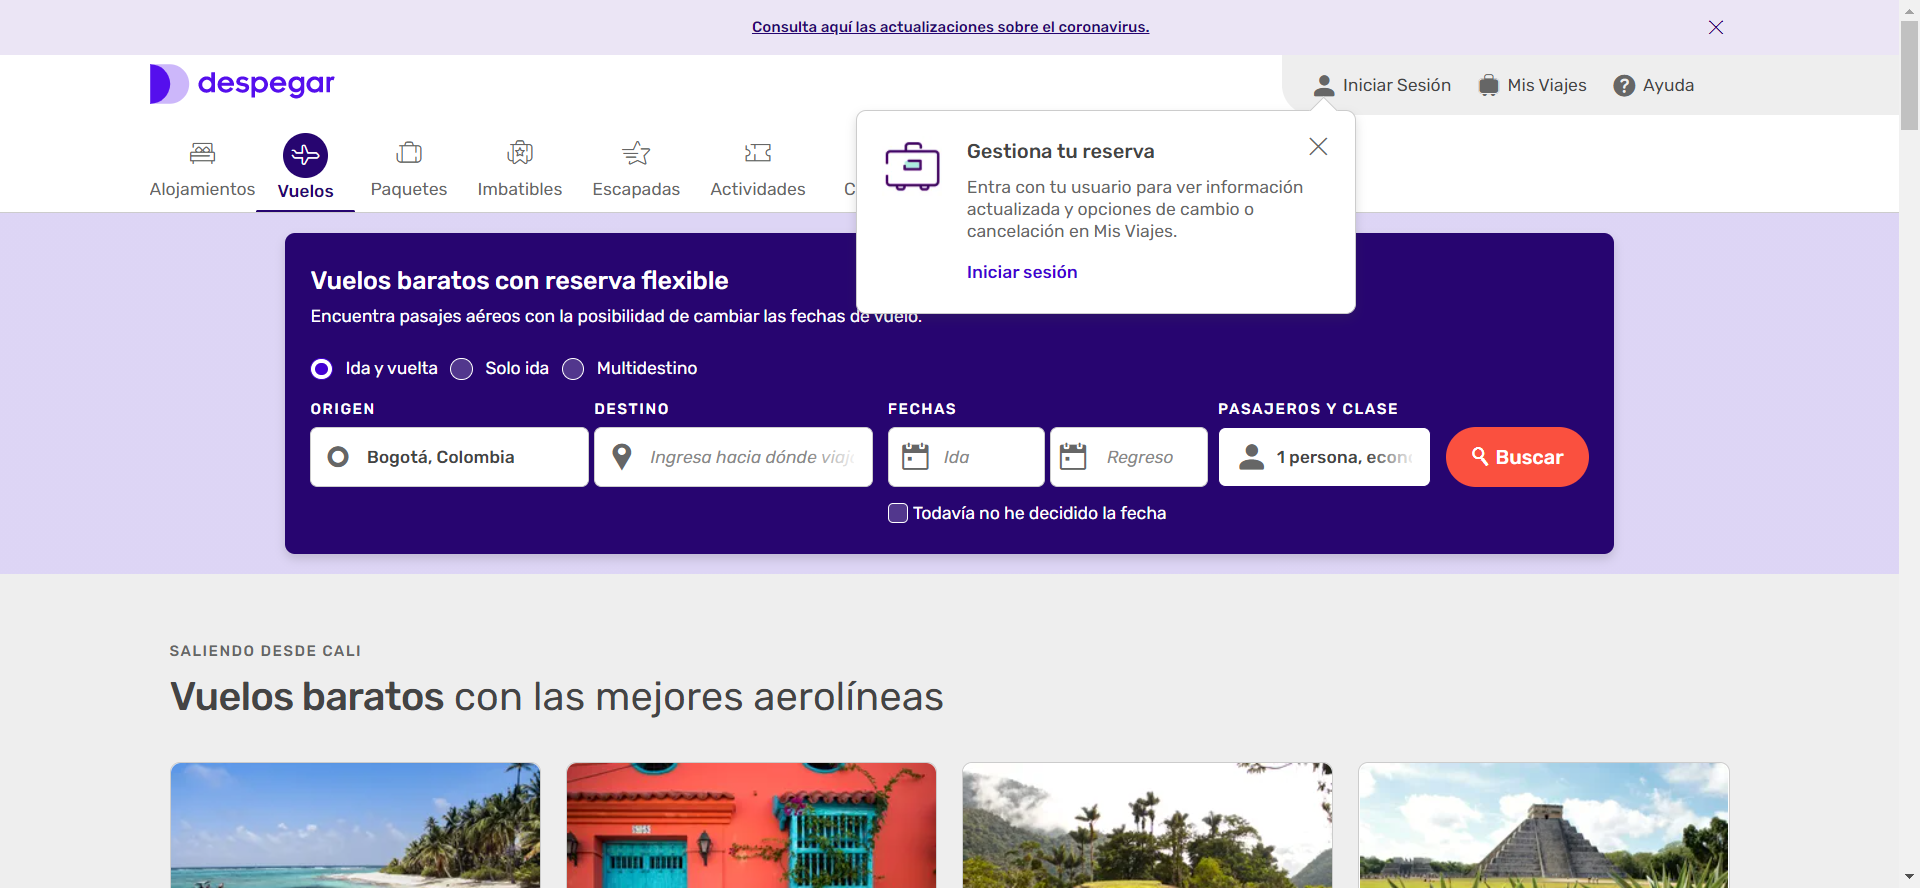 Consulta aquí las actualizaciones sobre el coronavirus.
despegar
Iniciar Sesión
Mis Viajes
Ayuda
Alojamientos
Vuelos
Paquetes
Imbatibles
Escapadas
Actividades
C
Gestiona tu reserva
Entra con tu usuario para ver información
actualizada y opciones de cambio o
cancelación en Mis Viajes.
Iniciar sesión
Vuelos baratos con reserva flexible
Encuentra pasajes aéreos con la posibilidad de cambiar las fechas de vuelo.
Ida y vuelta
Solo ida
Multidestino
ORIGEN
DESTINO
FECHAS
PASAJEROS Y CLASE
Bogotá, Colombia
Ingresa hacia dónde viaj
Ida
Regreso
1 persona, econ
Buscar
Todavía no he decidido la fecha
SALIENDO DESDE CALI
Vuelos baratos con las mejores aerolíneas